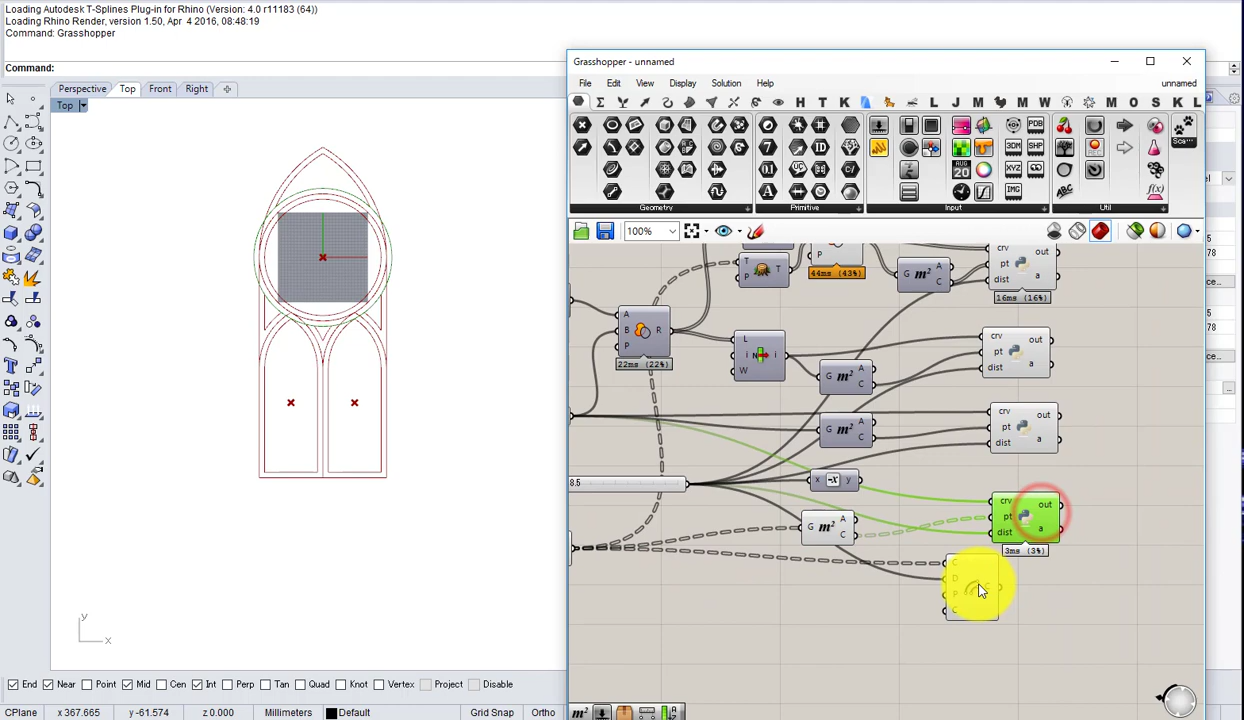 Loading Autodesk T-Splines Plug-in for Rhino (Version: 4.0 r11183 (64))
Loading Rhino Render, version 1.50, Apr 4 2016, 08:48:19
Command: Grasshopper
Command:
Perspective Top Front Right
Top
Grasshopper - unnamed
File Edit View Display Solution Help
unnamed
H T K L J M M W M O S K L
Geometry Primitive Input Util
100%
T P T
P
44ms (43%)
G m² A C
crv pt dist out a
16ms (16%)
A B P R
22ms (22%)
L i W N i
G m² A C
crv pt dist out a
G m² A C
crv pt dist out a
8.5
x -x y
G m² A C
crv pt dist out a
3ms (3%)
C D P C C
y
x
End Near Point Mid Cen Int Perp Tan Quad Knot Vertex Project Disable
CPlane x 367.665 y -61.574 z 0.000 Millimeters Default Grid Snap Ortho